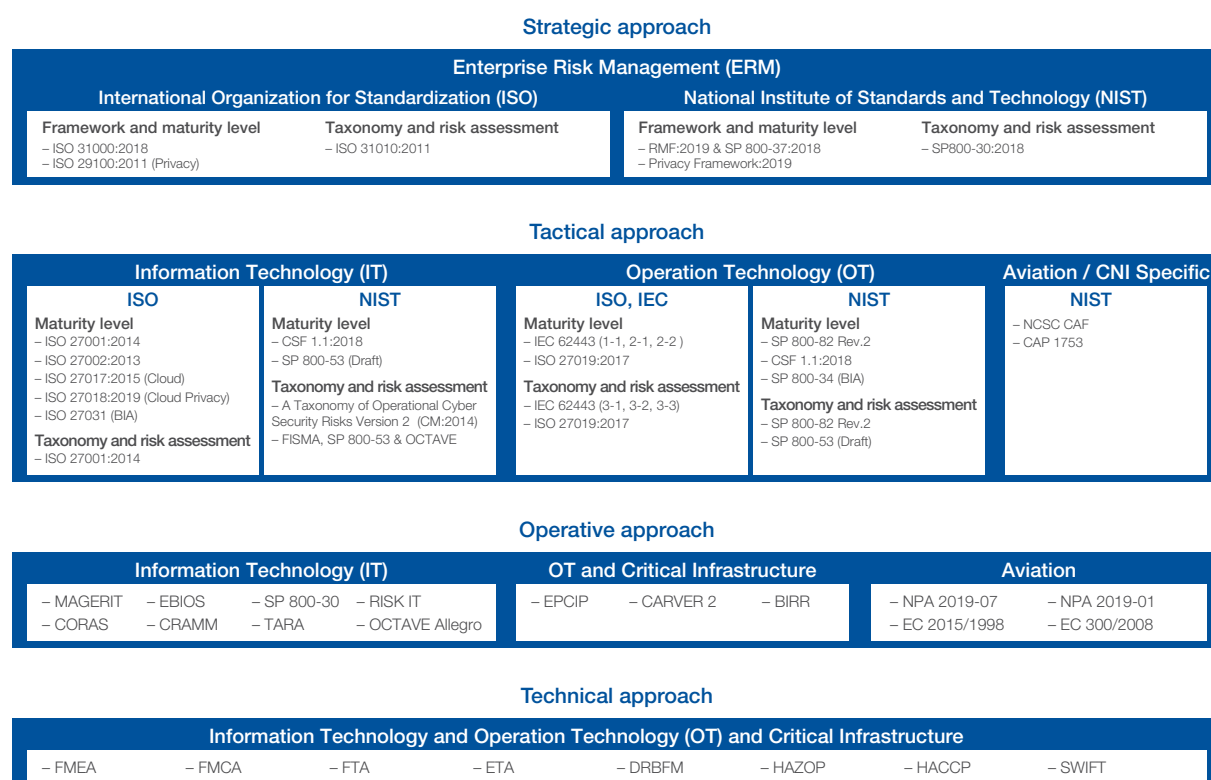 Strategic approach
Enterprise Risk Management (ERM)
International Organization for Standardization (ISO)
National Institute of Standards and Technology (NIST)
Framework and maturity level
– ISO 31000:2018
– ISO 29100:2011 (Privacy)
Taxonomy and risk assessment
– ISO 31010:2011
Framework and maturity level
– RMF:2019 & SP 800-37:2018
– Privacy Framework:2019
Taxonomy and risk assessment
– SP800-30:2018
Tactical approach
Information Technology (IT)
ISO
Maturity level
– ISO 27001:2014
– ISO 27002:2013
– ISO 27017:2015 (Cloud)
– ISO 27018:2019 (Cloud Privacy)
– ISO 27031 (BIA)
Taxonomy and risk assessment
– ISO 27001:2014
NIST
Maturity level
– CSF 1.1:2018
– SP 800-53 (Draft)
Taxonomy and risk assessment
– A Taxonomy of Operational Cyber
Security Risks Version 2 (CM:2014)
– FISMA, SP 800-53 & OCTAVE
Operation Technology (OT)
ISO, IEC
Maturity level
– IEC 62443 (1-1, 2-1, 2-2 )
– ISO 27019:2017
Taxonomy and risk assessment
– IEC 62443 (3-1, 3-2, 3-3)
– ISO 27019:2017
NIST
Maturity level
– SP 800-82 Rev.2
– CSF 1.1:2018
– SP 800-34 (BIA)
Taxonomy and risk assessment
– SP 800-82 Rev.2
– SP 800-53 (Draft)
Aviation / CNI Specific
NIST
– NCSC CAF
– CAP 1753
Operative approach
Information Technology (IT)
– MAGERIT – EBIOS – SP 800-30 – RISK IT
– CORAS – CRAMM – TARA – OCTAVE Allegro
OT and Critical Infrastructure
– EPCIP – CARVER 2 – BIRR
Aviation
– NPA 2019-07 – NPA 2019-01
– EC 2015/1998 – EC 300/2008
Technical approach
Information Technology and Operation Technology (OT) and Critical Infrastructure
– FMEA – FMCA – FTA – ETA – DRBFM – HAZOP – HACCP – SWIFT